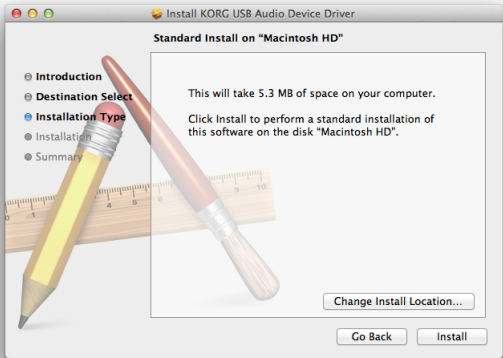 Install KORG USB Audio Device Driver
Standard Install on “Macintosh HD”
Introduction
Destination Select
Installation Type
Installation
Summary
This will take 5.3 MB of space on your computer.
Click Install to perform a standard installation of
this software on the disk “Macintosh HD”.
Change Install Location...
Go Back
Install